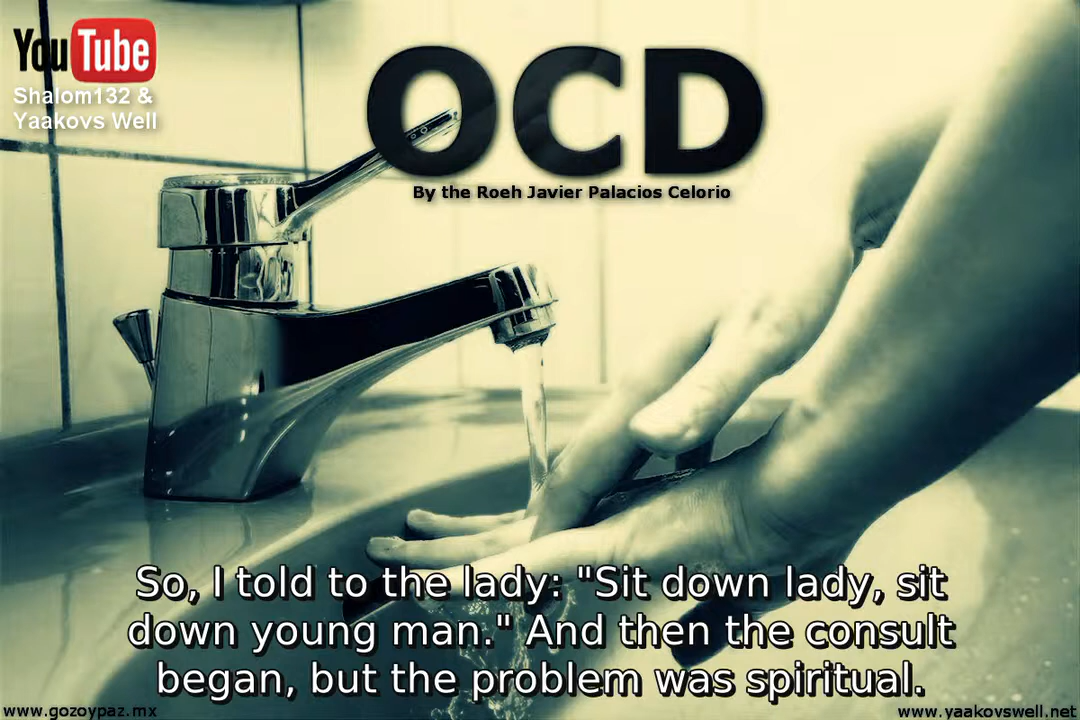 YouTube
Shalom132 &
Yaakovs Well
OCD
By the Roeh Javier Palacios Celorio
So, I told to the lady: "Sit down lady, sit
down young man." And then the consult
began, but the problem was spiritual.
www.gozoypaz.mx
www.yaakovswell.net